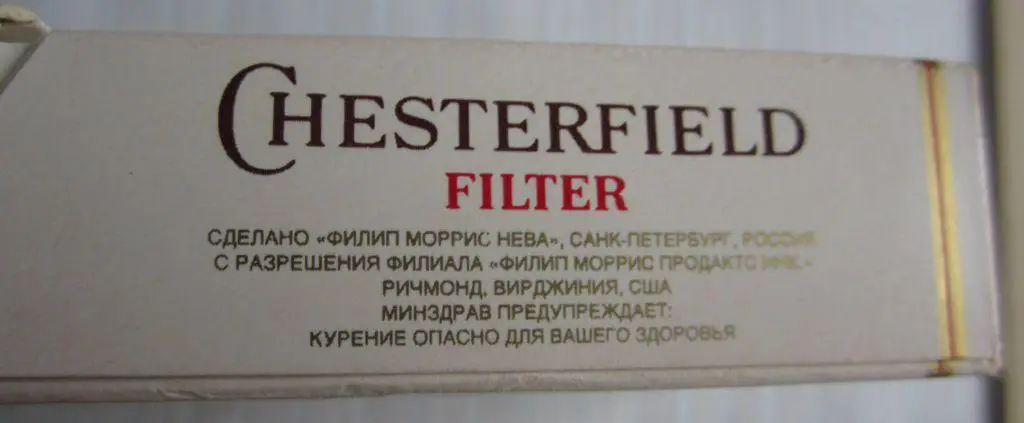 CHESTERFIELD
FILTER
СДЕЛАНО «ФИЛИП МОРРИС НЕВА», САНК-ПЕТЕРБУРГ, РОССИЯ
С РАЗРЕШЕНИЯ ФИЛИАЛА «ФИЛИП МОРРИС ПРОДАКТС ИНК.»
РИЧМОНД, ВИРДЖИНИЯ, США
МИНЗДРАВ ПРЕДУПРЕЖДАЕТ:
КУРЕНИЕ ОПАСНО ДЛЯ ВАШЕГО ЗДОРОВЬЯ